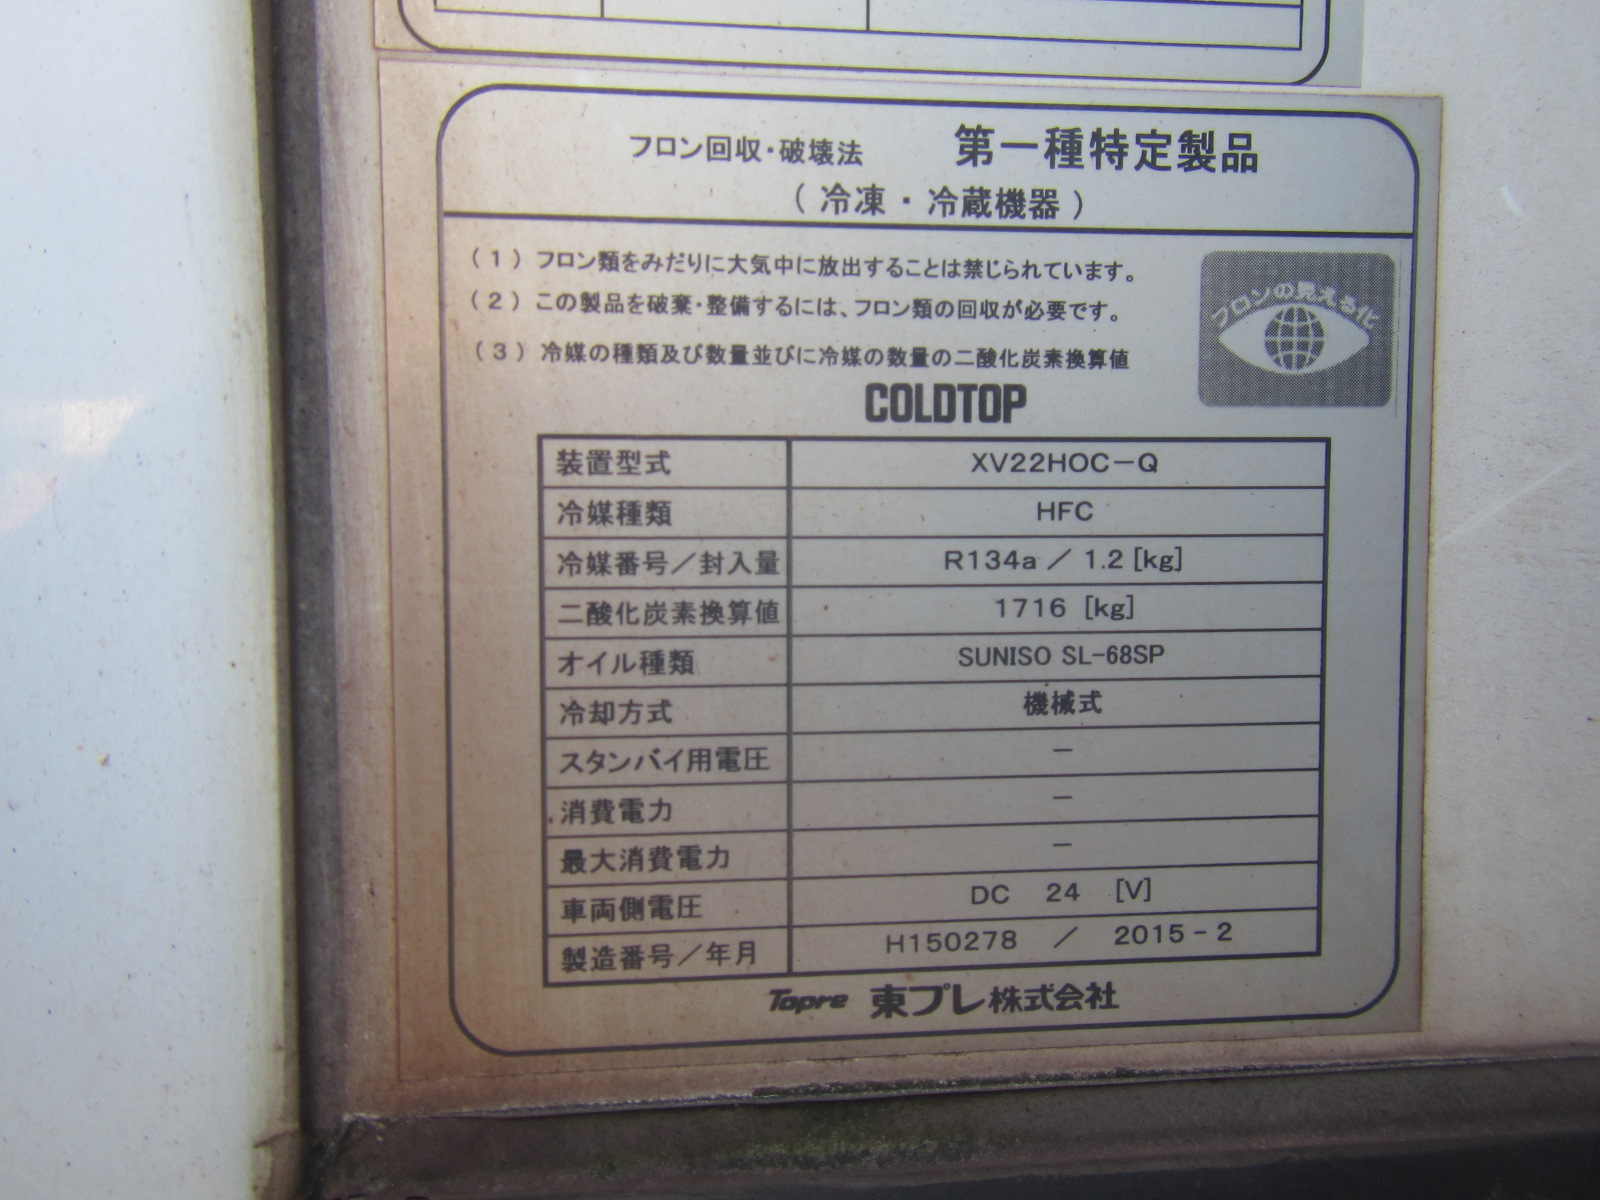 フロン回収・破壊法 第一種特定製品
（ 冷凍 ・ 冷蔵機器 ）
（１）フロン類をみだりに大気中に放出することは禁じられています。
（２）この製品を破棄・整備するには、フロン類の回収が必要です。
（３）冷媒の種類及び数量並びに冷媒の数量の二酸化炭素換算値
フロンの見える化
COLDTOP
装置型式 XV22HOC－Q
冷媒種類 HFC
冷媒番号／封入量 R134a ／ 1.2 [kg]
二酸化炭素換算値 1716 [kg]
オイル種類 SUNISO SL-68SP
冷却方式 機械式
スタンバイ用電圧 －
消費電力 －
最大消費電力 －
車両側電圧 DC 24 [V]
製造番号／年月 H150278 ／ 2015-2
Topre 東プレ株式会社